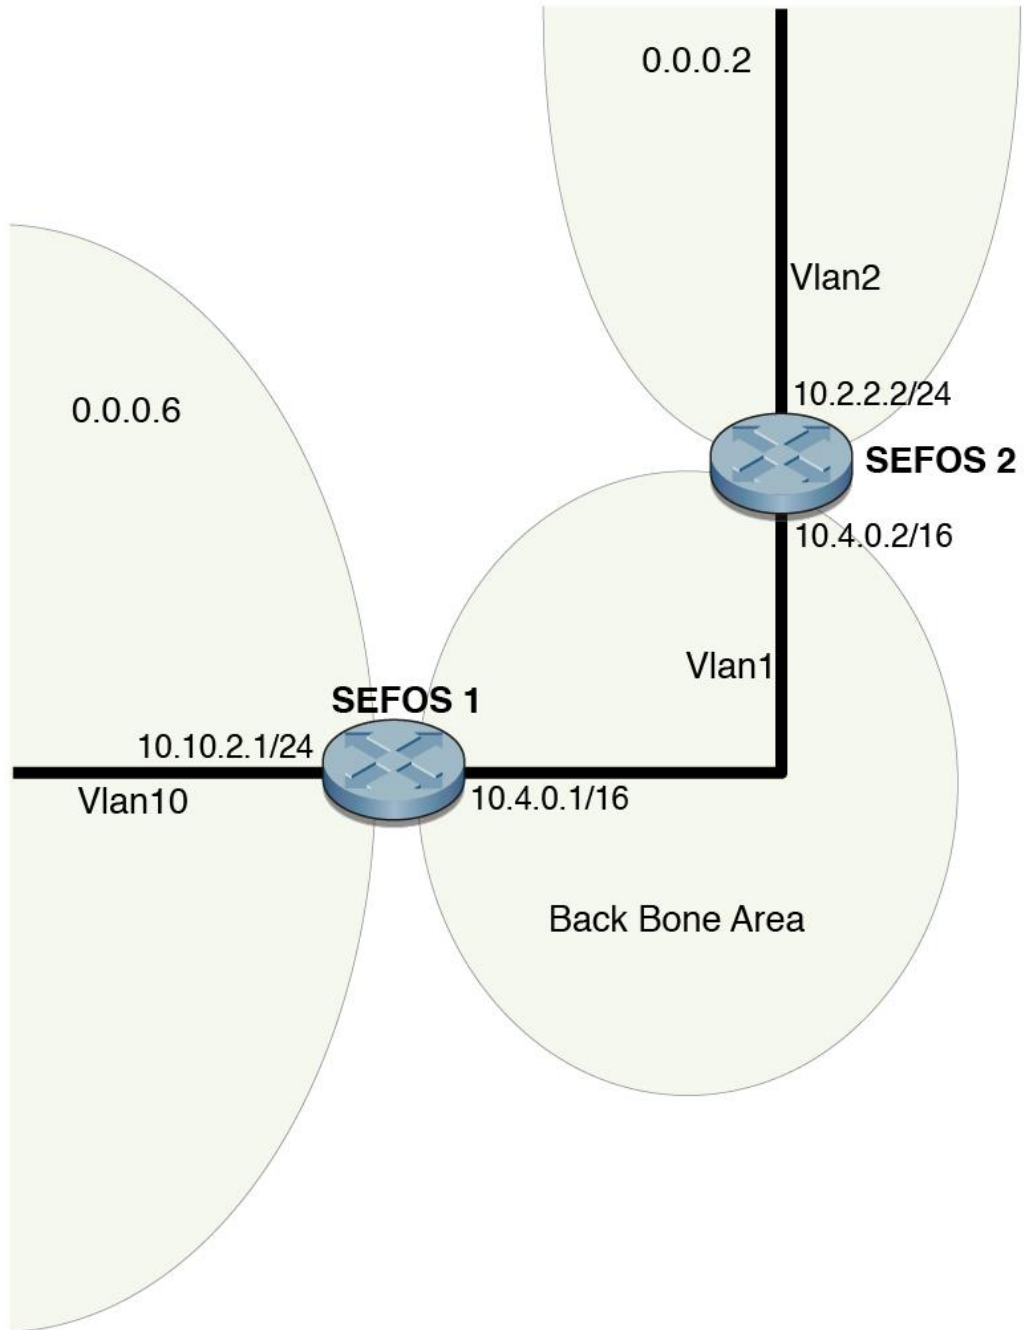 0.0.0.2
Vlan2
0.0.0.6
10.2.2.2/24
SEFOS 2
10.4.0.2/16
Vlan1
SEFOS 1
10.10.2.1/24
Vlan10
10.4.0.1/16
Back Bone Area